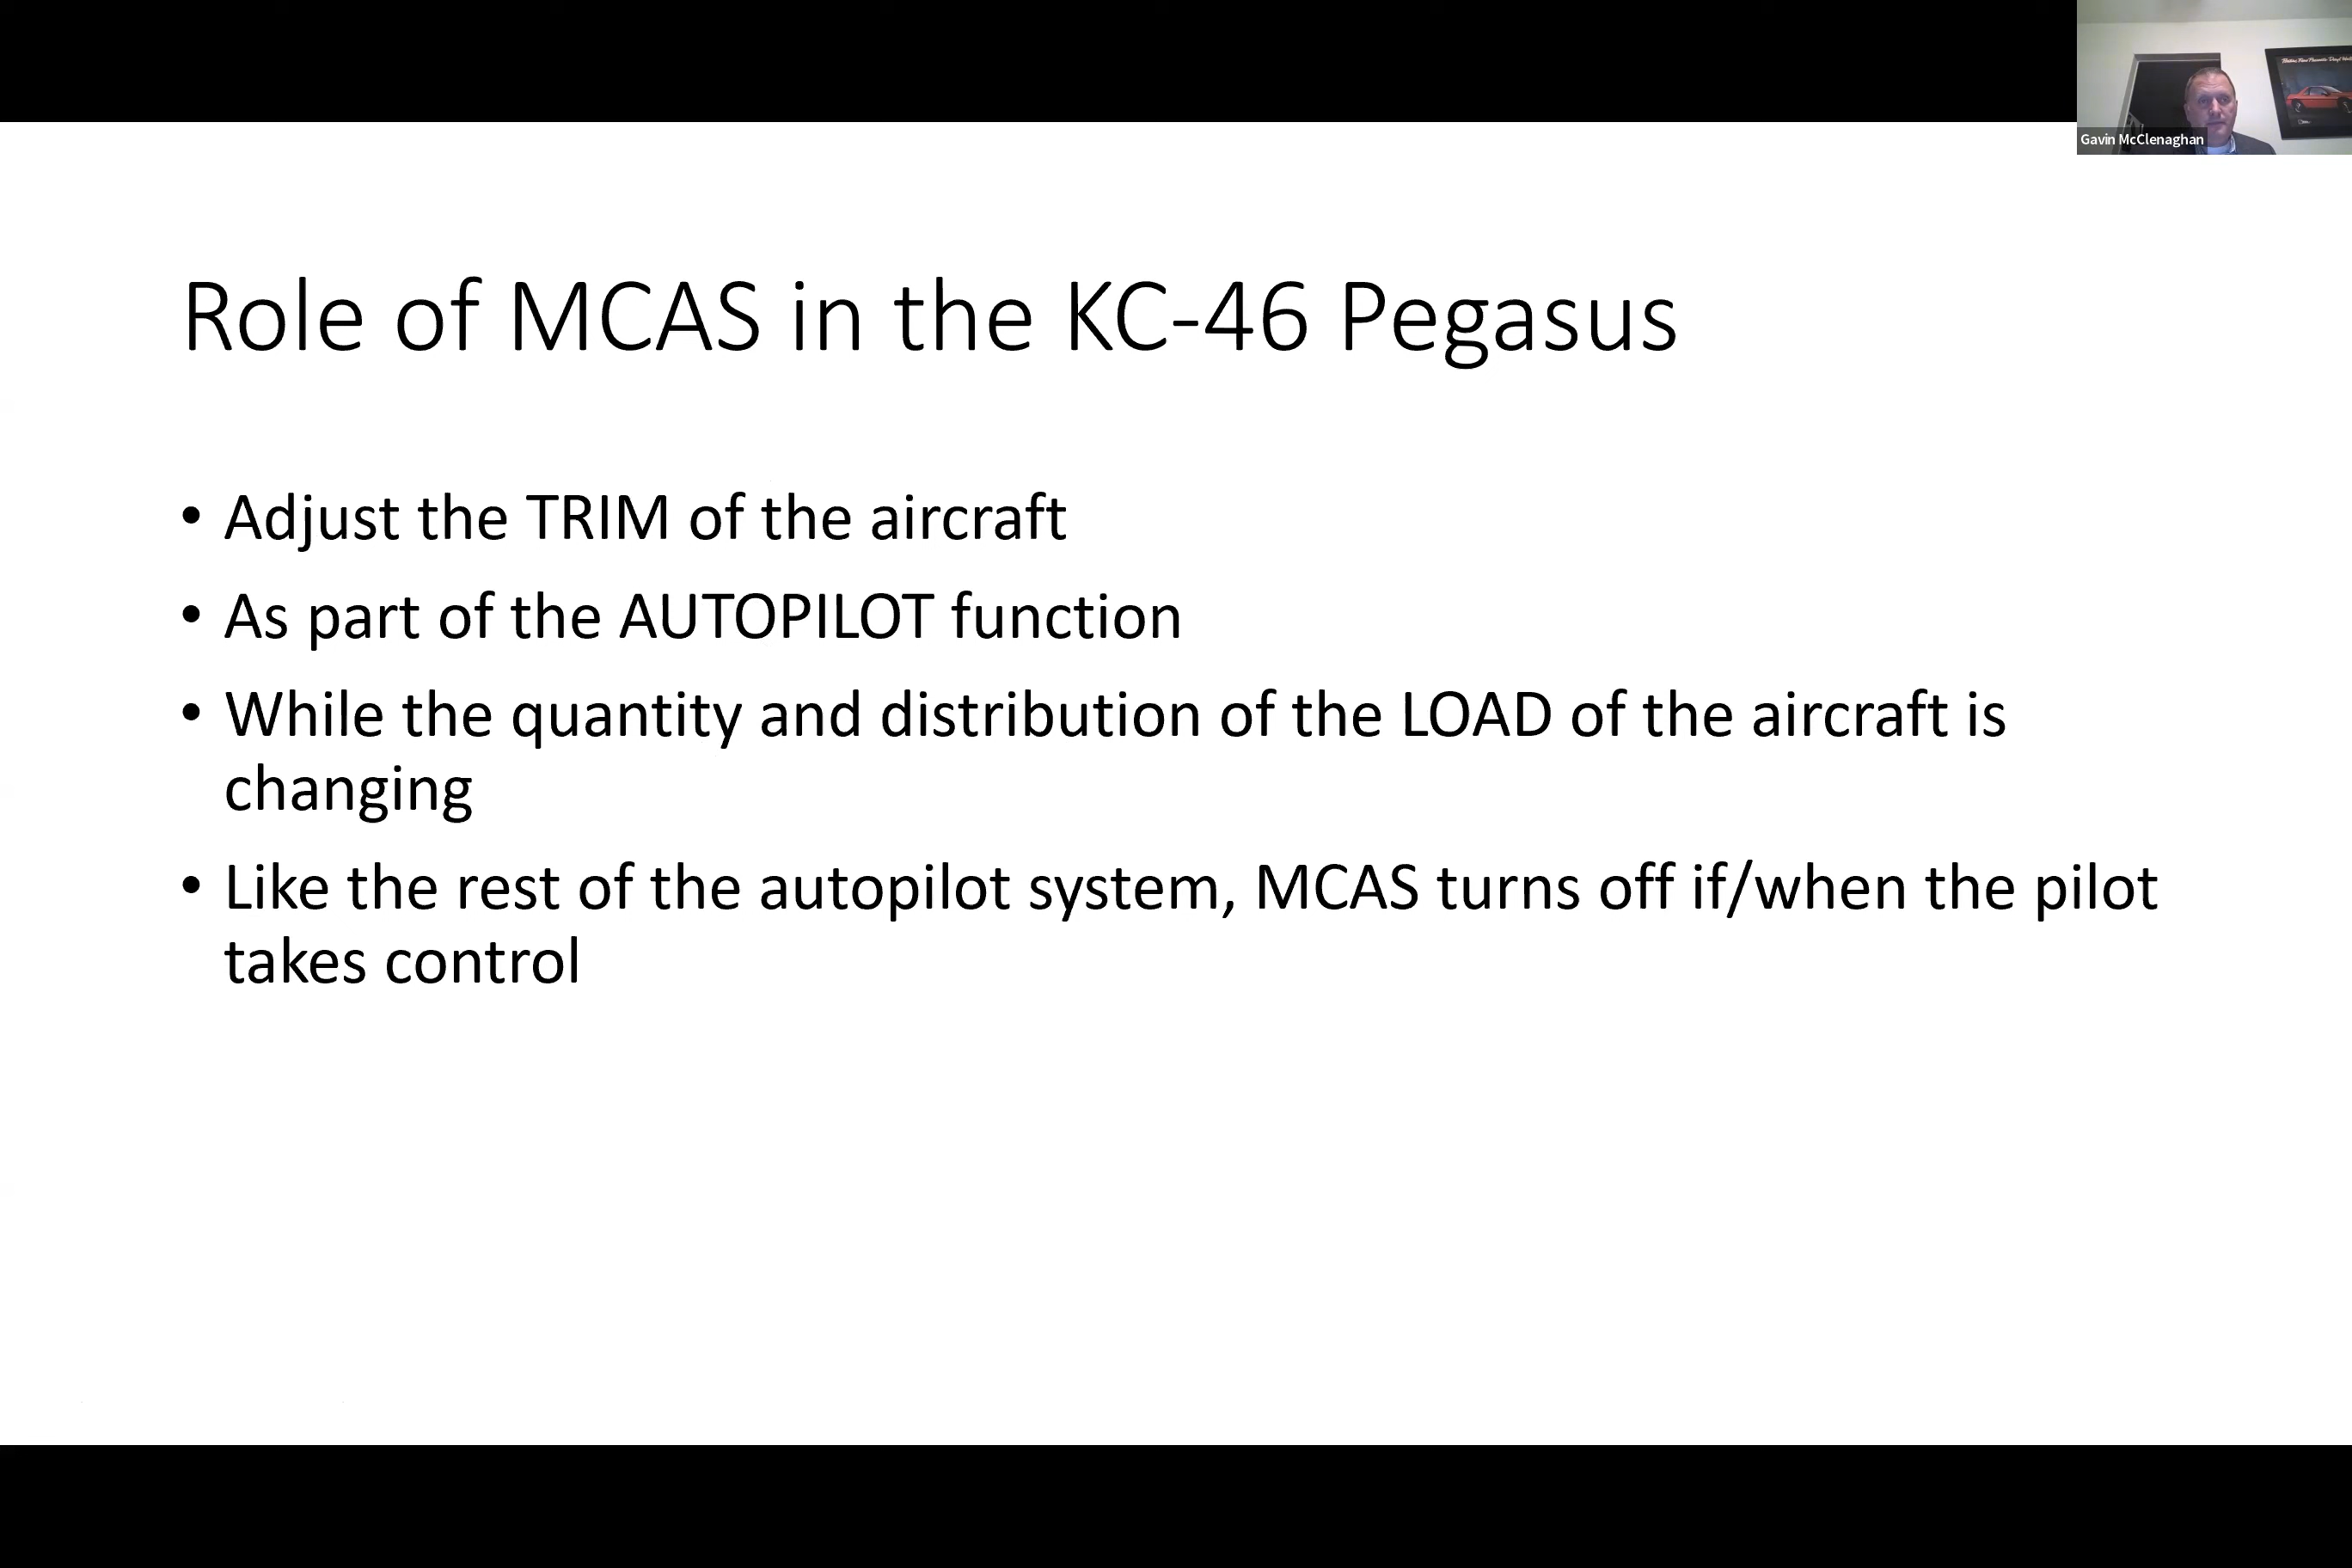 Gavin McClenaghan
Role of MCAS in the KC-46 Pegasus
• Adjust the TRIM of the aircraft
• As part of the AUTOPILOT function
• While the quantity and distribution of the LOAD of the aircraft is
changing
• Like the rest of the autopilot system, MCAS turns off if/when the pilot
takes control